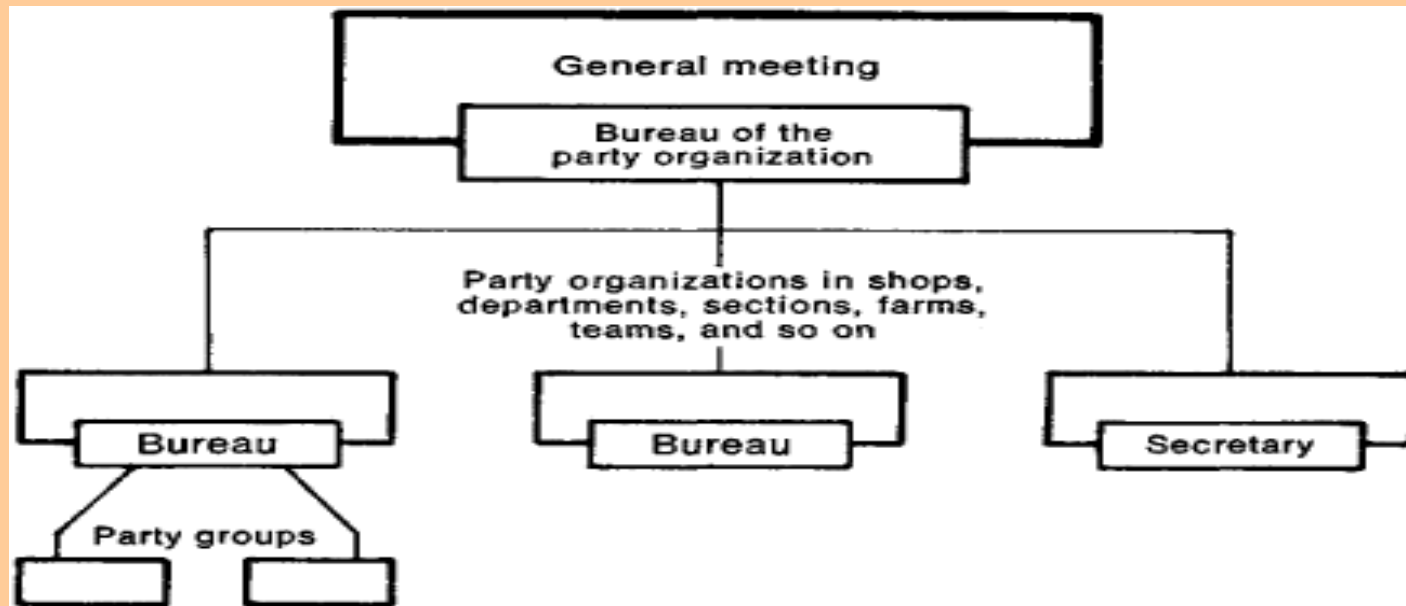 General meeting
Bureau of the
party organization
Party organizations in shops,
departments, sections, farms,
teams, and so on
Bureau
Bureau
Secretary
Party groups